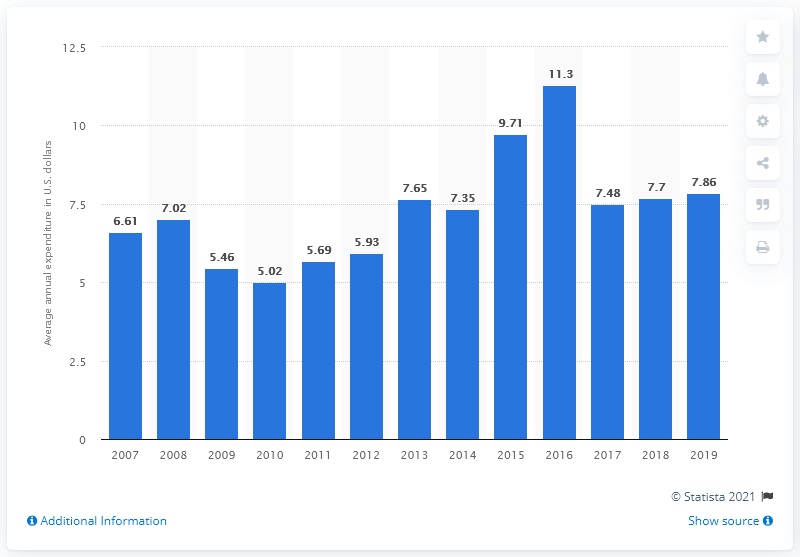 12.5
10
7.5
5
2.5
0
Average annual expenditure in U.S. dollars
6.61 7.02 5.46 5.02 5.69 5.93 7.65 7.35 9.71 11.3 7.48 7.7 7.86
2007 2008 2009 2010 2011 2012 2013 2014 2015 2016 2017 2018 2019
© Statista 2021
Additional Information Show source